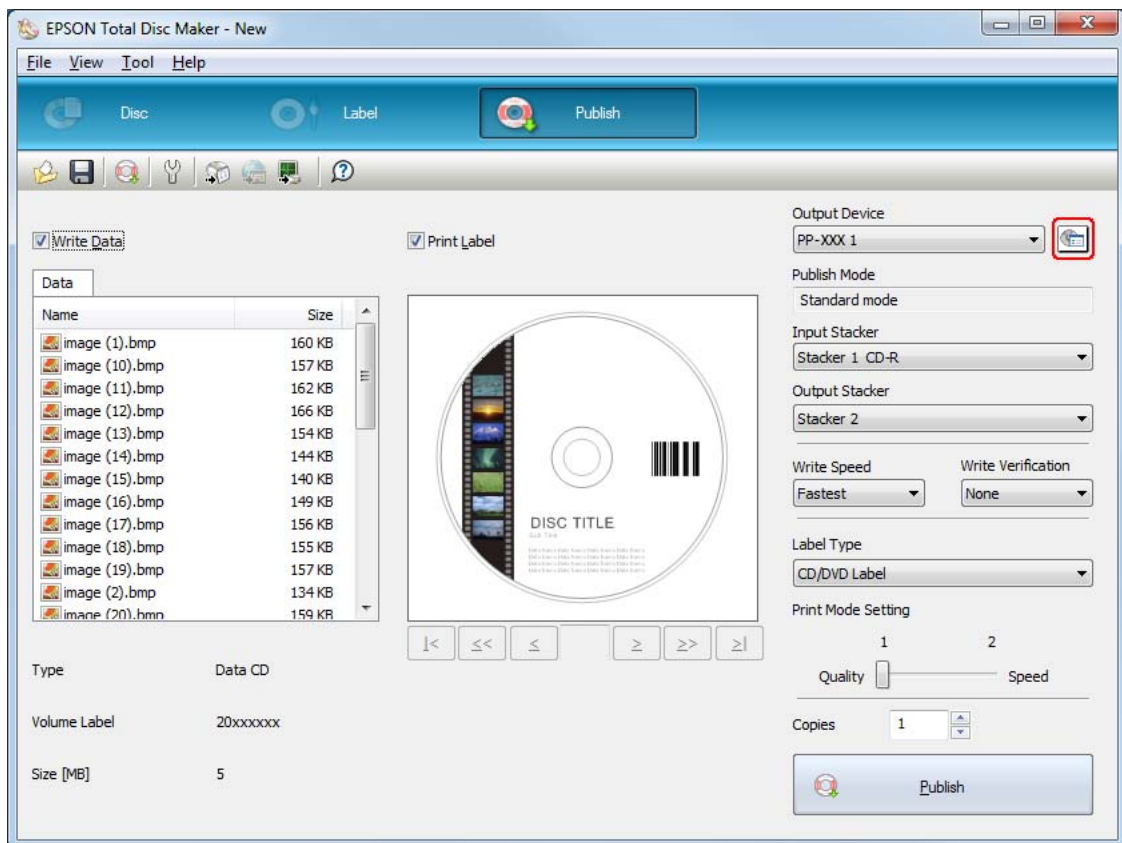 EPSON Total Disc Maker - New
File View Tool Help
Disc Label Publish
Write Data
Data
Name Size
image (1).bmp 160 KB
image (10).bmp 157 KB
image (11).bmp 162 KB
image (12).bmp 166 KB
image (13).bmp 154 KB
image (14).bmp 144 KB
image (15).bmp 140 KB
image (16).bmp 149 KB
image (17).bmp 156 KB
image (18).bmp 155 KB
image (19).bmp 157 KB
image (2).bmp 134 KB
image (20).bmp 159 KB
Type Data CD
Volume Label 20xxxxxx
Size [MB] 5
Print Label
DISC TITLE
Sub Title
|< << < > >> >|
Output Device
PP-XXX 1
Publish Mode
Standard mode
Input Stacker
Stacker 1 CD-R
Output Stacker
Stacker 2
Write Speed Write Verification
Fastest None
Label Type
CD/DVD Label
Print Mode Setting
1 2
Quality Speed
Copies 1
Publish